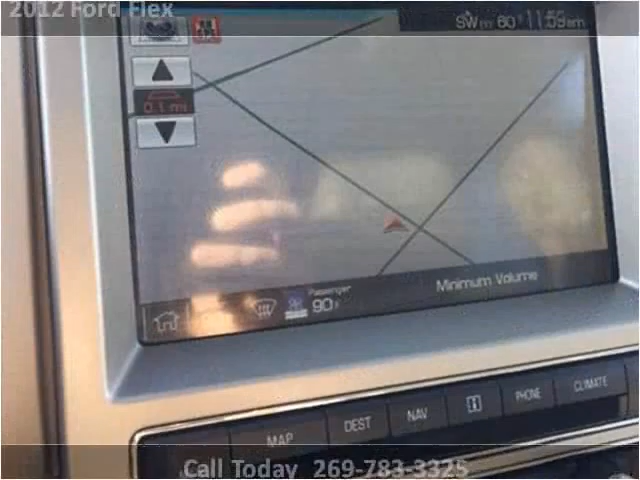 2012 Ford Flex
SW 60° 11:59am
0.1 mi
Passenger
90°F
Minimum Volume
MAP DEST NAV PHONE CLIMATE
Call Today 269-783-3325